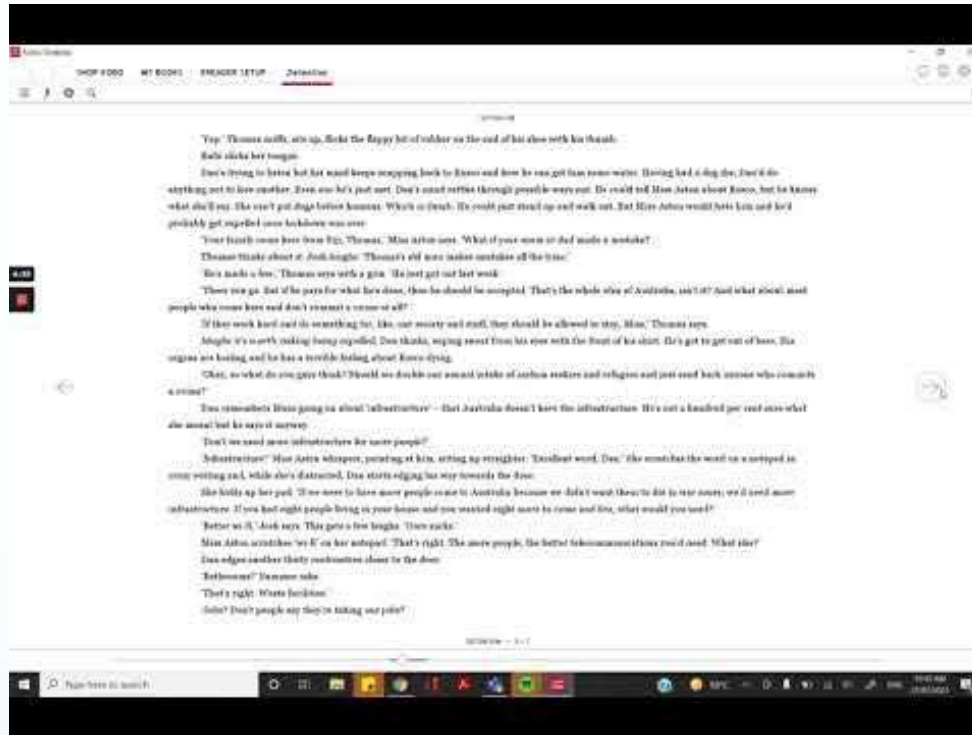 SHOP KOBO MY BOOKS EREADER SETUP Detention
'Yep.' Thomas sniffs, sits up, flicks the flappy bit of rubber on the end of his shoe with his thumb.
clicks her tongue.
Dan's trying to listen but his mind keeps snapping back to Rosco and how he can get him some water. Having had a dog die, Dan'd do
anything not to lose another. Even one he's just met. Dan's mind rattles through possible ways out. He could tell Miss Aston about Rosco, but he knows
what she'll say. She can't put dogs before humans. Which is dumb. He could just stand up and walk out. But Miss Aston would hate him and he'd
probably get expelled once lockdown was over.
'Your family come here from Fiji, Thomas,' Miss Aston says. 'What if your mum or dad made a mistake?'
Thomas thinks about it. Josh laughs. 'Thomas's old man makes mistakes all the time.'
'He's made a few,' Thomas says with a grin. 'He just got out last week.'
'There you go. But if he pays for what he's done, then he should be accepted. That's the whole idea of Australia, isn't it? And what about most
people who come here and don't commit a crime at all?'
'If they work hard and do something for, like, our society and stuff, they should be allowed to stay, Miss,' Thomas says.
Maybe it's worth risking being expelled, Dan thinks, wiping sweat from his eyes with the front of his shirt. He's got to get out of here. His
organs are boiling and he has a terrible feeling about Rosco dying.
'Okay, so what do you guys think? Should we double our annual intake of asylum seekers and refugees and just send back anyone who commits
a crime?'
Dan remembers going on about 'infrastructure' – that Australia doesn't have the infrastructure. He's not a hundred per cent sure what
she meant but he says it anyway.
'Don't we need more infrastructure for more people?'
'Infrastructure!' Miss Aston whispers, pointing at him, sitting up straighter. 'Excellent word, Dan.' She scratches the word on a notepad in
writing and, while she's distracted, Dan starts edging his way towards the door.
She holds up her pad. 'If we were to have more people come to Australia because we didn't want them to die in war zones, we'd need more
infrastructure. If you had eight people living in your house and you wanted eight more to come and live, what would you need?'
'Better wi-fi,' Josh says. This gets a few laughs. 'Ours sucks.'
Miss Aston scratches 'wi-fi' on her notepad. 'That's right. The more people, the better telecommunications you'd need. What else?'
Dan edges another thirty centimetres closer to the door.
'Bathrooms?' Summer asks.
'That's right. Waste facilities.'
'Jobs? Don't people say they're taking our jobs?'
Type here to search